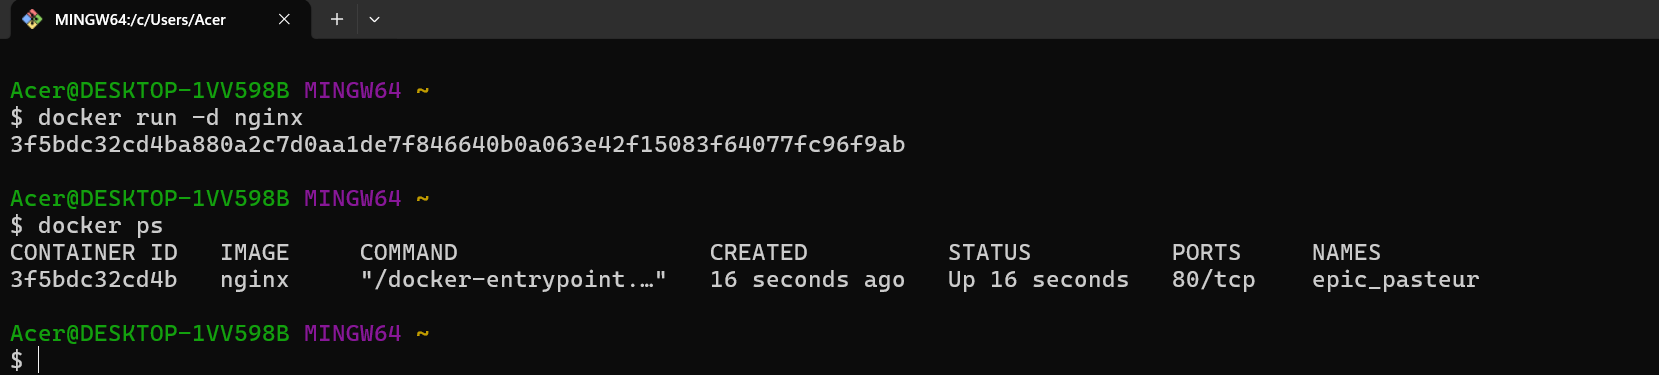 MINGW64:/c/Users/Acer
Acer@DESKTOP-1VV598B MINGW64 ~
$ docker run -d nginx
3f5bdc32cd4ba880a2c7d0aa1de7f846640b0a063e42f15083f64077fc96f9ab
Acer@DESKTOP-1VV598B MINGW64 ~
$ docker ps
CONTAINER ID   IMAGE     COMMAND                  CREATED          STATUS          PORTS     NAMES
3f5bdc32cd4b   nginx     "/docker-entrypoint.…"   16 seconds ago   Up 16 seconds   80/tcp    epic_pasteur
Acer@DESKTOP-1VV598B MINGW64 ~
$